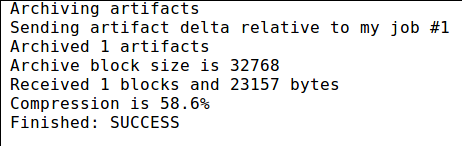 Archiving artifacts
Sending artifact delta relative to my job #1
Archived 1 artifacts
Archive block size is 32768
Received 1 blocks and 23157 bytes
Compression is 58.6%
Finished: SUCCESS